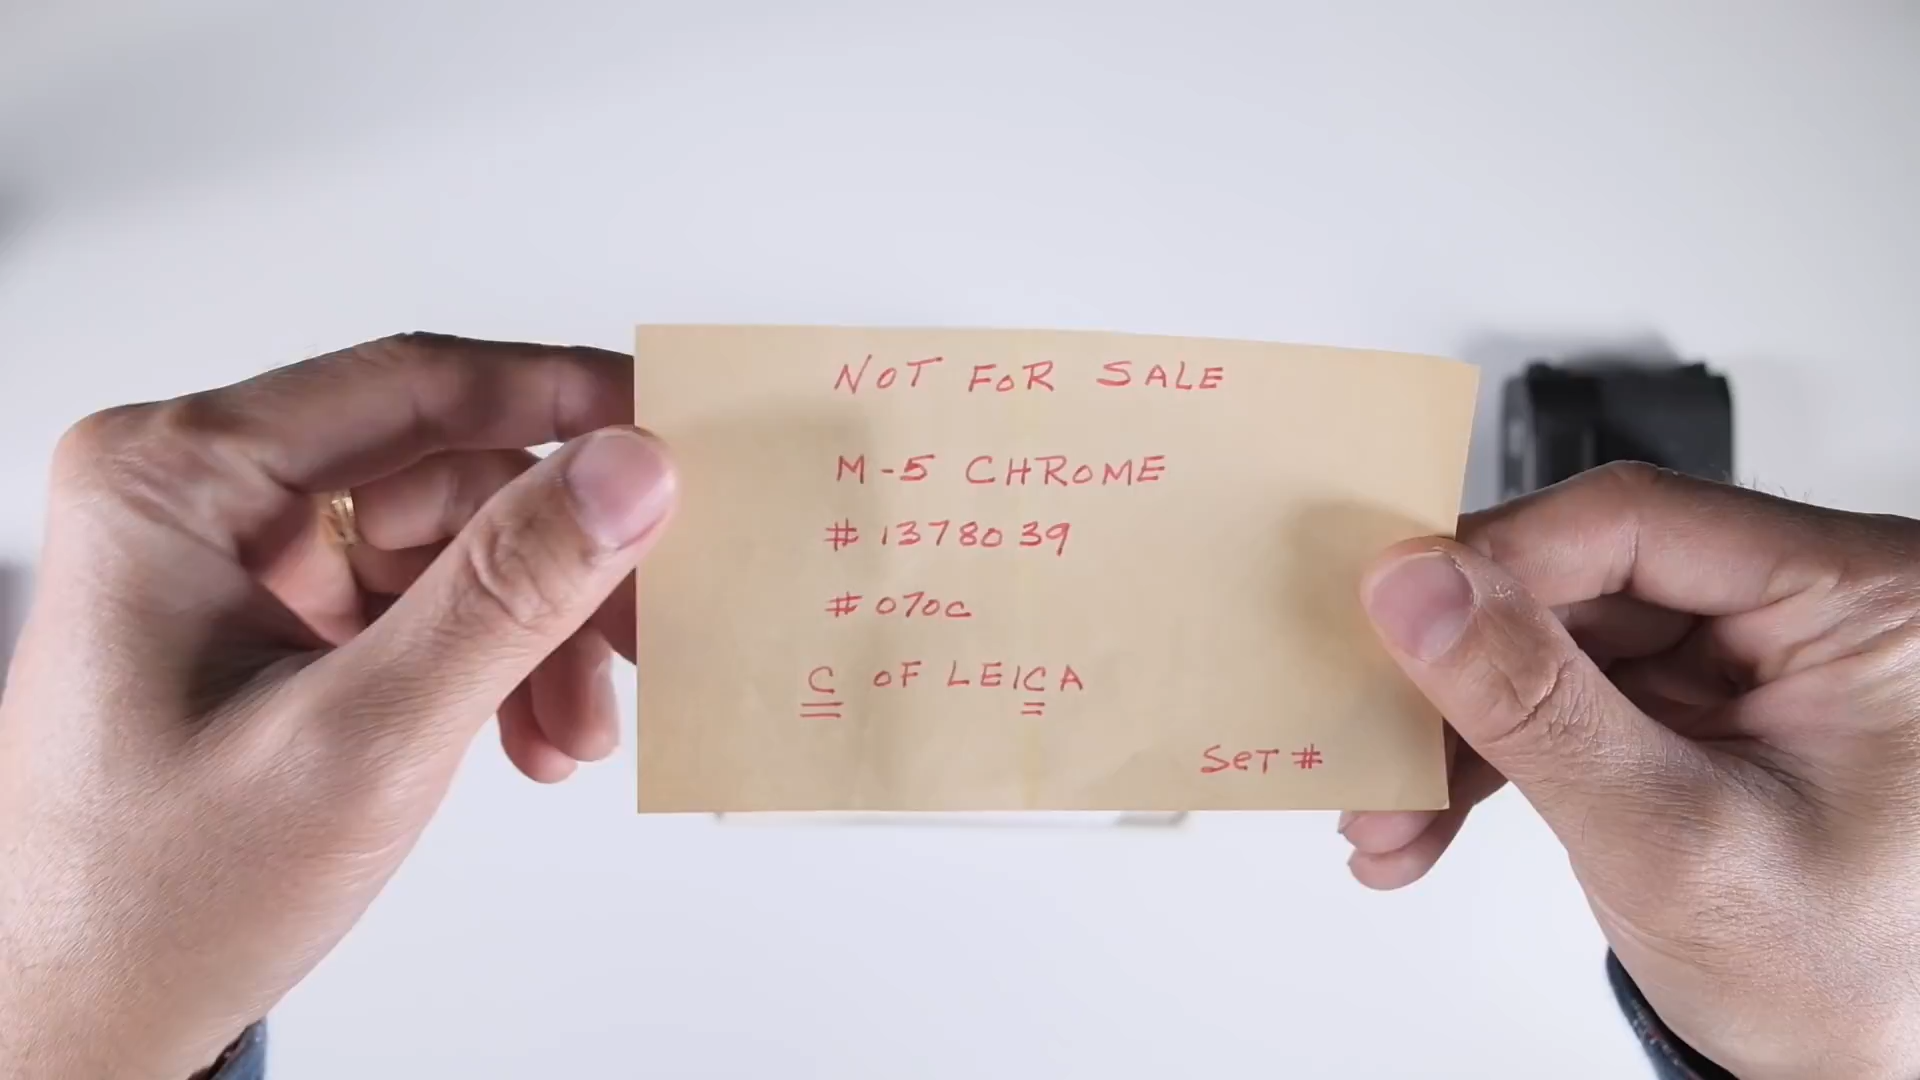 NOT FOR SALE
M-5 CHROME
# 1378039
# 070C
C OF LEICA
SeT #